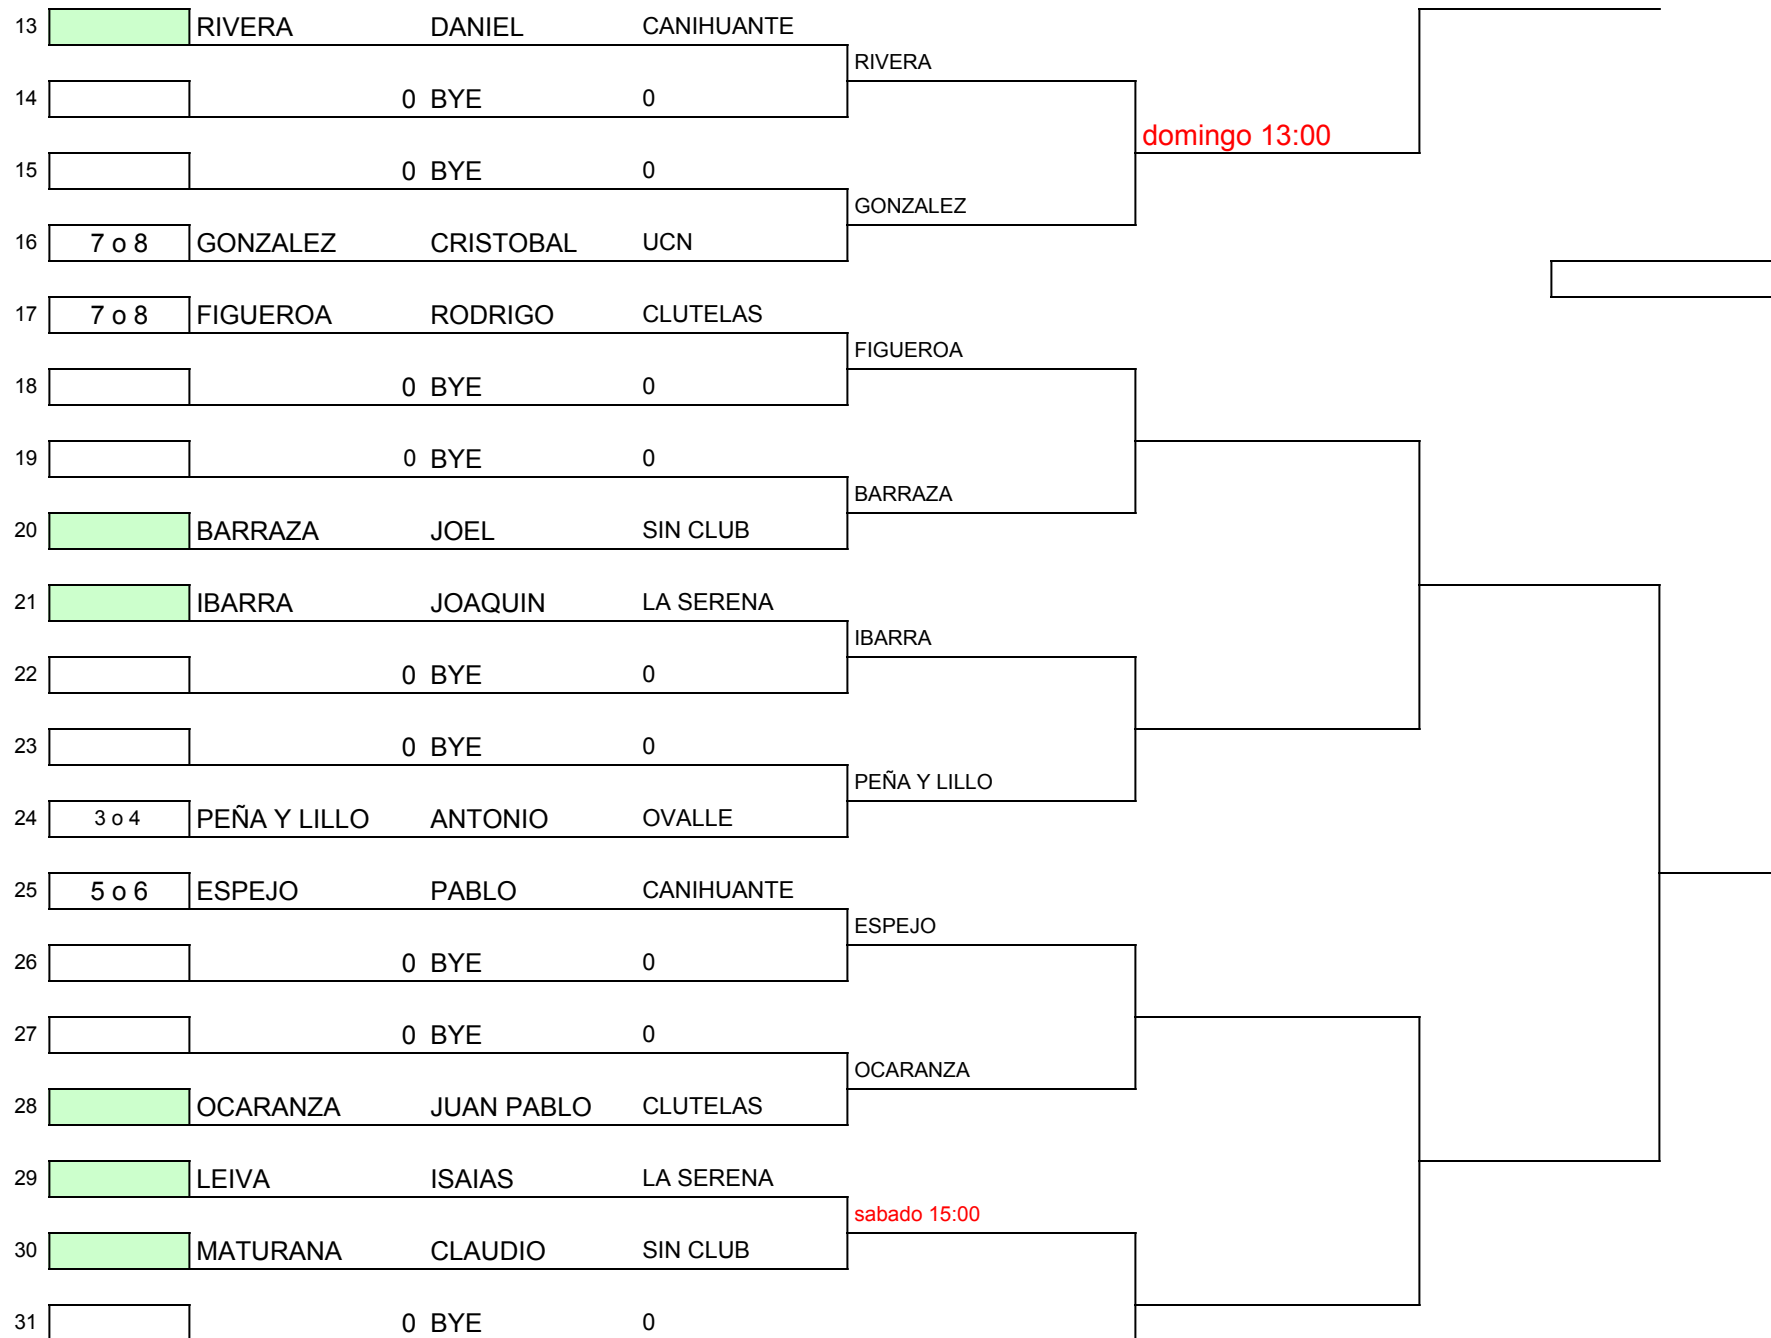 13 RIVERA DANIEL CANIHUANTE
RIVERA
14 0 BYE 0
domingo 13:00
15 0 BYE 0
GONZALEZ
16 7 o 8 GONZALEZ CRISTOBAL UCN
17 7 o 8 FIGUEROA RODRIGO CLUTELAS
FIGUEROA
18 0 BYE 0
19 0 BYE 0
BARRAZA
20 BARRAZA JOEL SIN CLUB
21 IBARRA JOAQUIN LA SERENA
IBARRA
22 0 BYE 0
23 0 BYE 0
PEÑA Y LILLO
24 3 o 4 PEÑA Y LILLO ANTONIO OVALLE
25 5 o 6 ESPEJO PABLO CANIHUANTE
ESPEJO
26 0 BYE 0
27 0 BYE 0
OCARANZA
28 OCARANZA JUAN PABLO CLUTELAS
29 LEIVA ISAIAS LA SERENA
sabado 15:00
30 MATURANA CLAUDIO SIN CLUB
31 0 BYE 0